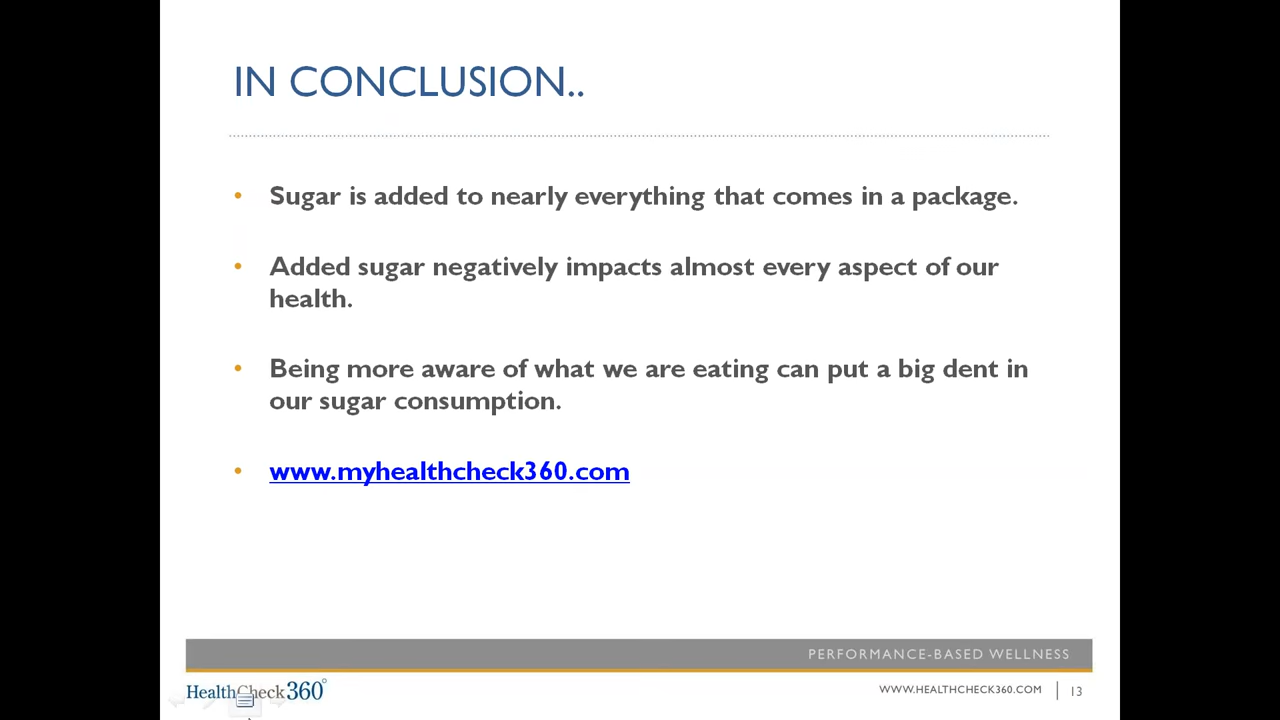 IN CONCLUSION..
• Sugar is added to nearly everything that comes in a package.
• Added sugar negatively impacts almost every aspect of our
health.
• Being more aware of what we are eating can put a big dent in
our sugar consumption.
• www.myhealthcheck360.com
PERFORMANCE-BASED WELLNESS
HealthCheck360°
WWW.HEALTHCHECK360.COM | 13